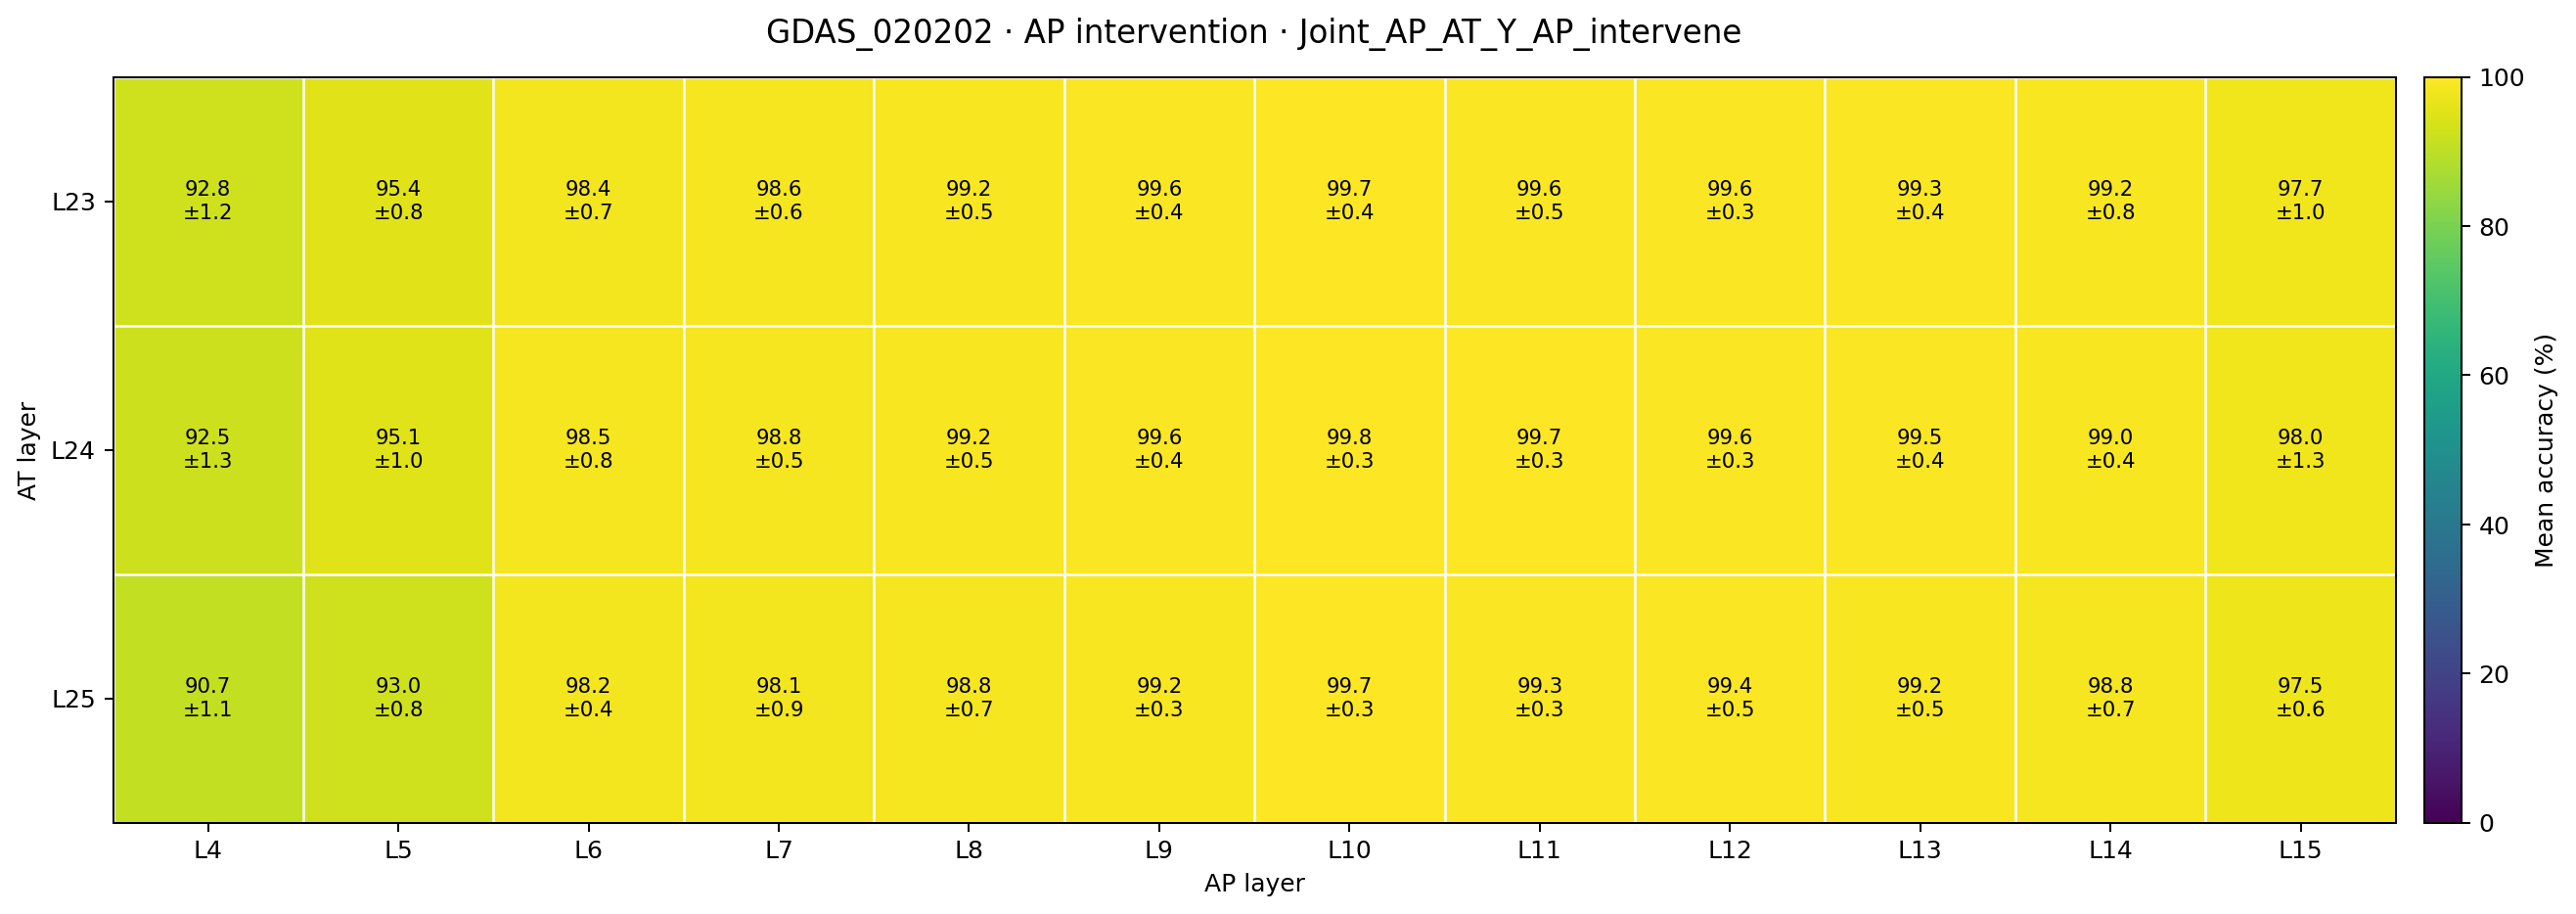 GDAS_020202 · AP intervention · Joint_AP_AT_Y_AP_intervene
AT layer
L23
92.8 95.4 98.4 98.6 99.2 99.6 99.7 99.6 99.6 99.3 99.2 97.7
±1.2 ±0.8 ±0.7 ±0.6 ±0.5 ±0.4 ±0.4 ±0.5 ±0.3 ±0.4 ±0.8 ±1.0
L24
92.5 95.1 98.5 98.8 99.2 99.6 99.8 99.7 99.6 99.5 99.0 98.0
±1.3 ±1.0 ±0.8 ±0.5 ±0.5 ±0.4 ±0.3 ±0.3 ±0.3 ±0.4 ±0.4 ±1.3
L25
90.7 93.0 98.2 98.1 98.8 99.2 99.7 99.3 99.4 99.2 98.8 97.5
±1.1 ±0.8 ±0.4 ±0.9 ±0.7 ±0.3 ±0.3 ±0.3 ±0.5 ±0.5 ±0.7 ±0.6
L4 L5 L6 L7 L8 L9 L10 L11 L12 L13 L14 L15
AP layer
100
80
60
40
20
0
Mean accuracy (%)